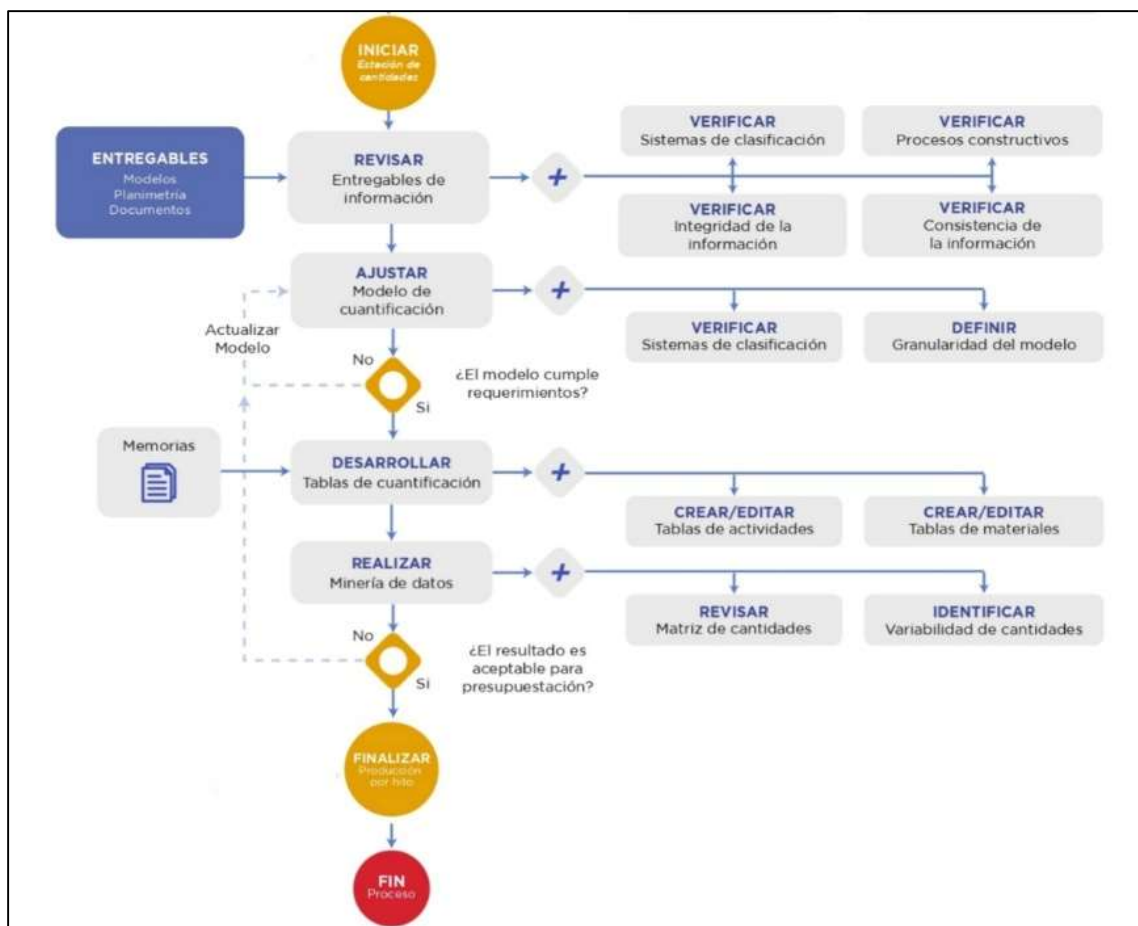 INICIAR
Estación de
cantidades
ENTREGABLES
Modelos
Planimetría
Documentos
REVISAR
Entregables de
información
+
VERIFICAR
Sistemas de clasificación
VERIFICAR
Procesos constructivos
VERIFICAR
Integridad de la
información
VERIFICAR
Consistencia de
la información
AJUSTAR
Modelo de
cuantificación
+
VERIFICAR
Sistemas de clasificación
DEFINIR
Granularidad del modelo
Actualizar
Modelo
No
¿El modelo cumple
requerimientos?
Si
Memorias
DESARROLLAR
Tablas de cuantificación
+
CREAR/EDITAR
Tablas de actividades
CREAR/EDITAR
Tablas de materiales
REALIZAR
Minería de datos
+
REVISAR
Matriz de cantidades
IDENTIFICAR
Variabilidad de cantidades
No
¿El resultado es
aceptable para
presupuestación?
Si
FINALIZAR
Producción
por hito
FIN
Proceso